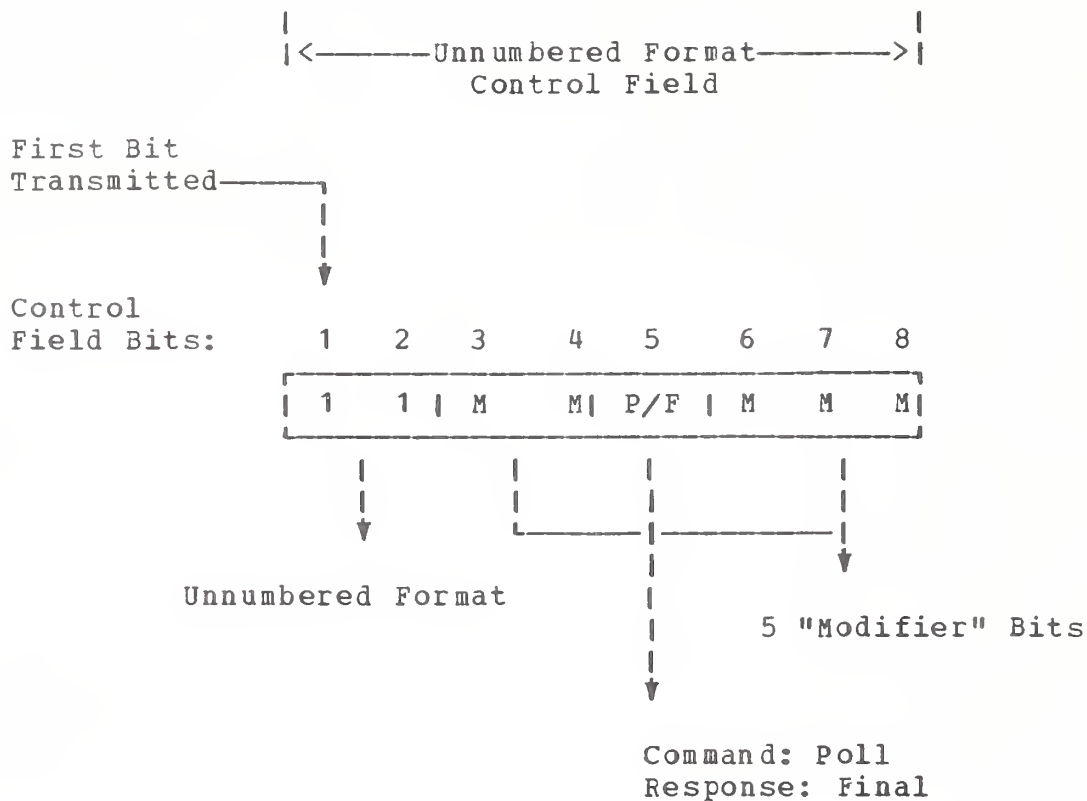 Unnumbered Format
Control Field
First Bit
Transmitted
Control
Field Bits: 1 2 3 4 5 6 7 8
1 1 | M M | P/F | M M M |
Unnumbered Format
5 "Modifier" Bits
Command: Poll
Response: Final